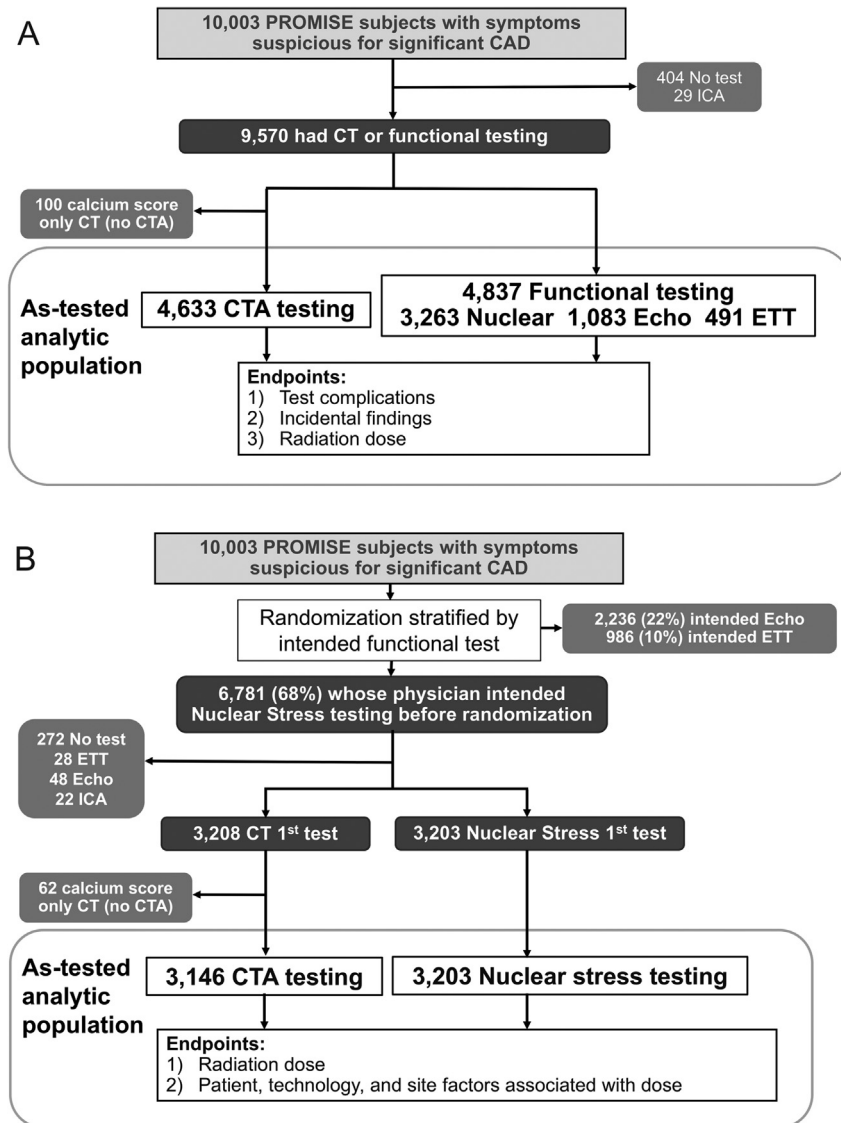 A
10,003 PROMISE subjects with symptoms
suspicious for significant CAD
404 No test
29 ICA
9,570 had CT or functional testing
100 calcium score
only CT (no CTA)
As-tested
analytic
population
4,633 CTA testing
4,837 Functional testing
3,263 Nuclear 1,083 Echo 491 ETT
Endpoints:
1) Test complications
2) Incidental findings
3) Radiation dose
B
10,003 PROMISE subjects with symptoms
suspicious for significant CAD
Randomization stratified by
intended functional test
2,236 (22%) intended Echo
986 (10%) intended ETT
6,781 (68%) whose physician intended
Nuclear Stress testing before randomization
272 No test
28 ETT
48 Echo
22 ICA
3,208 CT 1st test
3,203 Nuclear Stress 1st test
62 calcium score
only CT (no CTA)
As-tested
analytic
population
3,146 CTA testing
3,203 Nuclear stress testing
Endpoints:
1) Radiation dose
2) Patient, technology, and site factors associated with dose